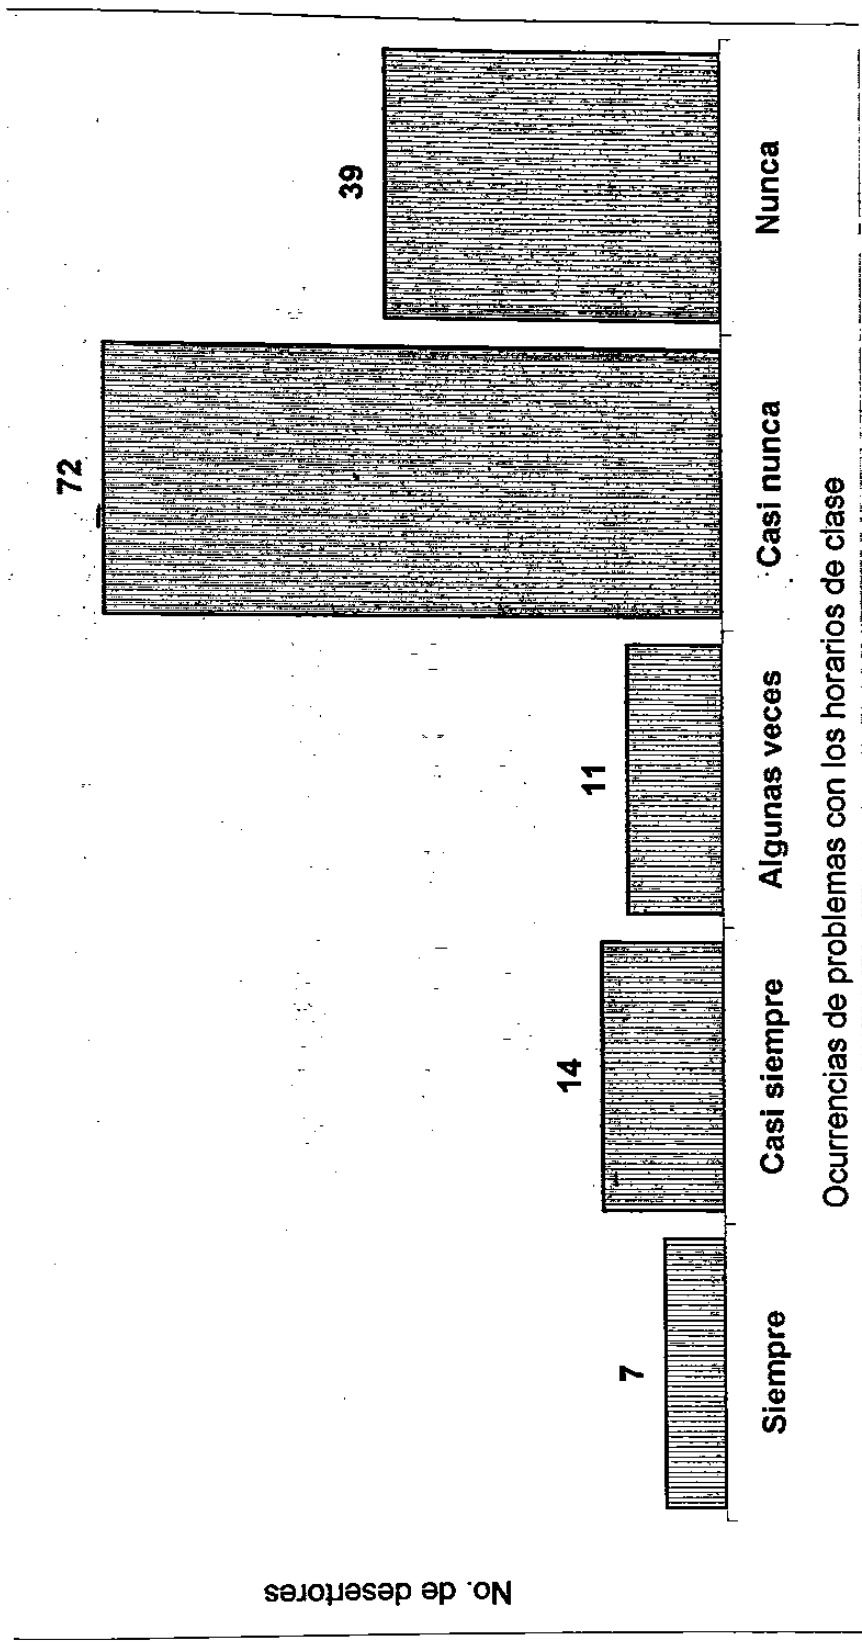 No. de desertores
7
14
11
72
39
Siempre
Casi siempre
Algunas veces
Casi nunca
Nunca
Ocurrencias de problemas con los horarios de clase